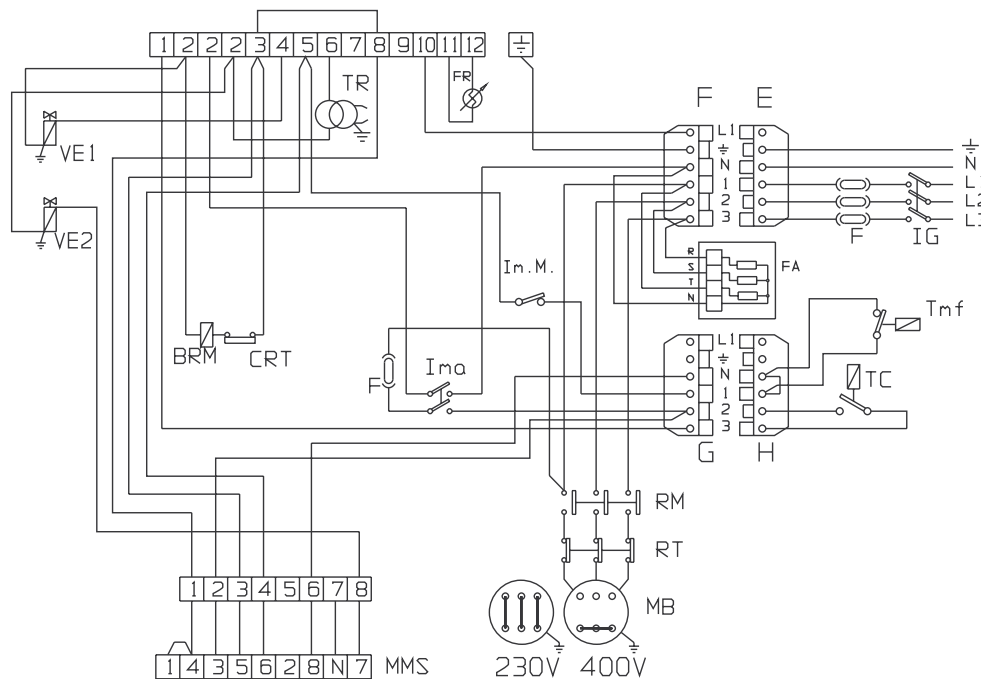 1 2 2 2 3 4 5 6 7 8 9 10 11 12
TR
FR
F E
L1
N
1
2
3
N
L2
F IG
VE1
VE2
R
S
T
N
FA
Im.M.
BRM CRT
F
Ima
L1
N
1
2
3
Tmf
TC
G H
RM
RT
MB
230V 400V
1 2 3 4 5 6 7 8
1 4 3 5 6 2 8 N 7 MMS